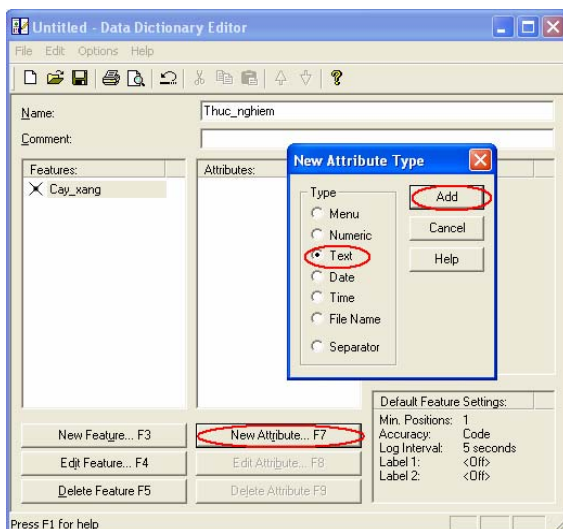 Untitled - Data Dictionary Editor
File Edit Options Help
Name: Thuc_nghiem
Comment:
Features:
Cay_xang
Attributes:
New Attribute Type
Type
Menu
Numeric
Text
Date
Time
File Name
Separator
Add
Cancel
Help
Default Feature Settings:
Min. Positions: 1
Accuracy: Code
Log Interval: 5 seconds
Label 1: <Off>
Label 2: <Off>
New Feature... F3
New Attribute... F7
Edit Feature... F4
Edit Attribute... F8
Delete Feature F5
Delete Attribute F9
Press F1 for help